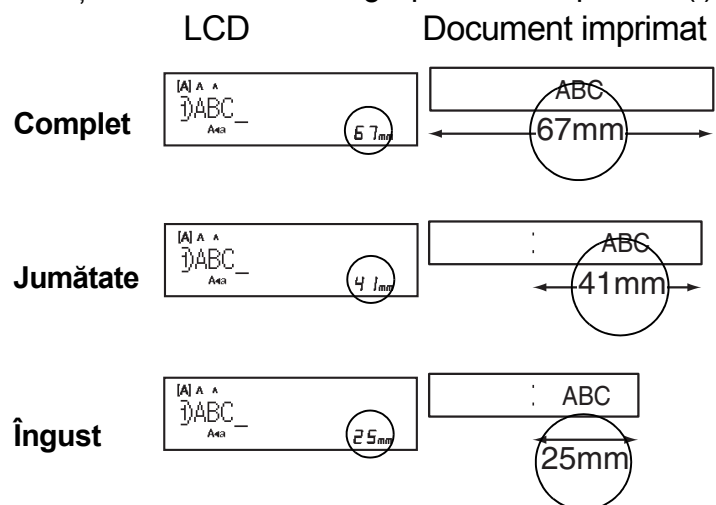 LCD Document imprimat
[A] A A
1)ABC_
A◂a
67mm
Complet
ABC
67mm
[A] A A
1)ABC_
A◂a
41mm
Jumătate
: ABC
41mm
[A] A A
1)ABC_
A◂a
25mm
Îngust
: ABC
25mm